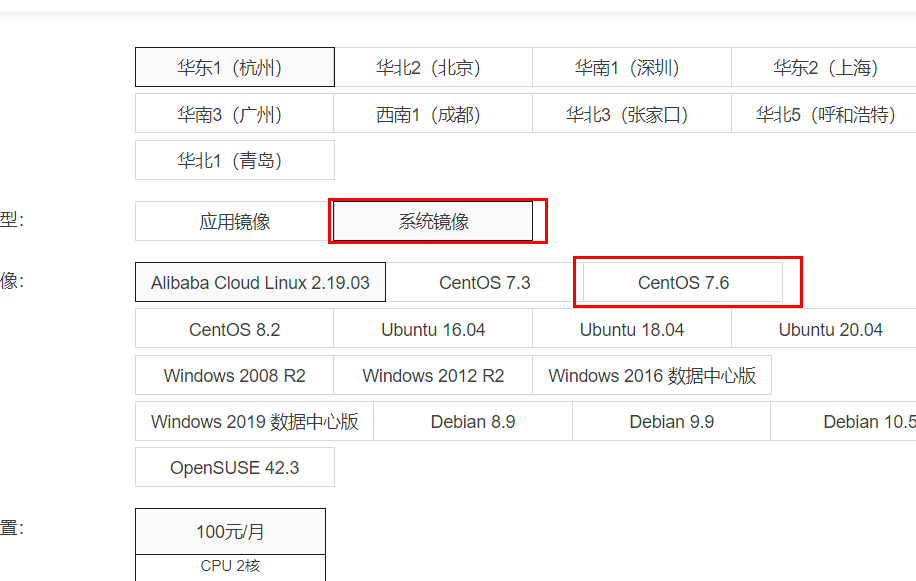 华东1（杭州） 华北2（北京） 华南1（深圳） 华东2（上海）
华南3（广州） 西南1（成都） 华北3（张家口） 华北5（呼和浩特）
华北1（青岛）
型： 应用镜像 系统镜像
像： Alibaba Cloud Linux 2.19.03 CentOS 7.3 CentOS 7.6
CentOS 8.2 Ubuntu 16.04 Ubuntu 18.04 Ubuntu 20.04
Windows 2008 R2 Windows 2012 R2 Windows 2016 数据中心版
Windows 2019 数据中心版 Debian 8.9 Debian 9.9 Debian 10.5
OpenSUSE 42.3
置： 100元/月
CPU 2核